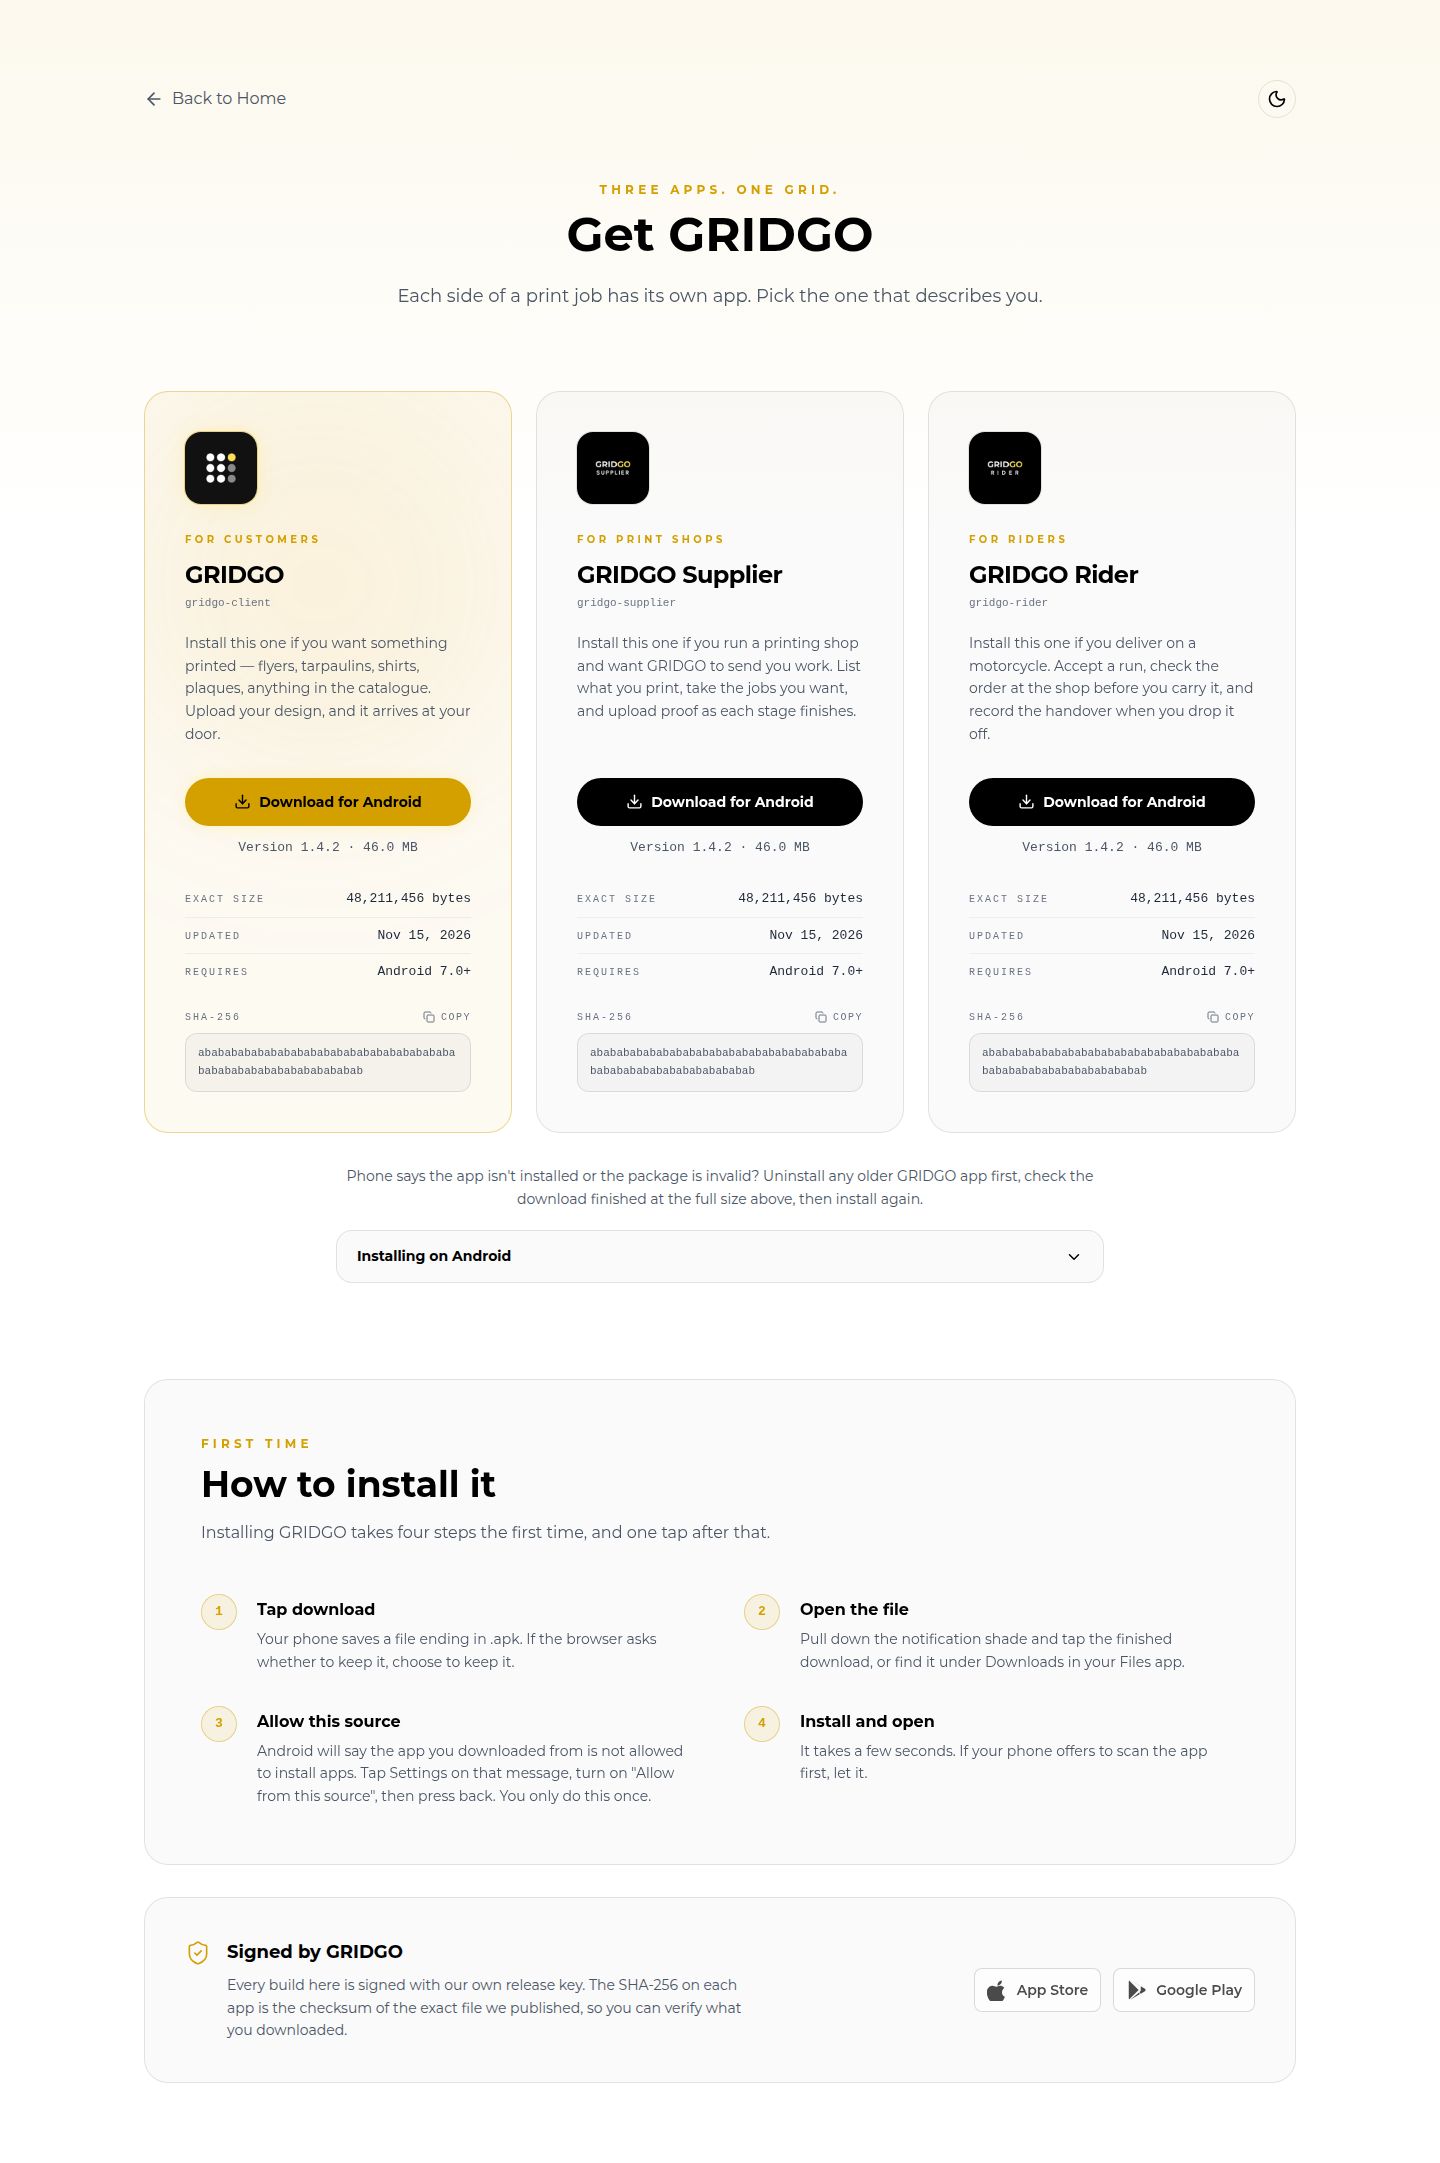 Back to Home
THREE APPS. ONE GRID.
Get GRIDGO
Each side of a print job has its own app. Pick the one that describes you.
FOR CUSTOMERS
GRIDGO
gridgo-client
Install this one if you want something
printed — flyers, tarpaulins, shirts,
plaques, anything in the catalogue.
Upload your design, and it arrives at your
door.
Download for Android
Version 1.4.2 · 46.0 MB
EXACT SIZE 48,211,456 bytes
UPDATED Nov 15, 2026
REQUIRES Android 7.0+
SHA-256 COPY
abababababababababababababababababababa
bababababababababababab​ab
GRIDGO
SUPPLIER
FOR PRINT SHOPS
GRIDGO Supplier
gridgo-supplier
Install this one if you run a printing shop
and want GRIDGO to send you work. List
what you print, take the jobs you want,
and upload proof as each stage finishes.
Download for Android
Version 1.4.2 · 46.0 MB
EXACT SIZE 48,211,456 bytes
UPDATED Nov 15, 2026
REQUIRES Android 7.0+
SHA-256 COPY
abababababababababababababababababababa
bababababababababababab​ab
GRIDGO
RIDER
FOR RIDERS
GRIDGO Rider
gridgo-rider
Install this one if you deliver on a
motorcycle. Accept a run, check the
order at the shop before you carry it, and
record the handover when you drop it
off.
Download for Android
Version 1.4.2 · 46.0 MB
EXACT SIZE 48,211,456 bytes
UPDATED Nov 15, 2026
REQUIRES Android 7.0+
SHA-256 COPY
abababababababababababababababababababa
bababababababababababab​ab
Phone says the app isn't installed or the package is invalid? Uninstall any older GRIDGO app first, check the
download finished at the full size above, then install again.
Installing on Android
FIRST TIME
How to install it
Installing GRIDGO takes four steps the first time, and one tap after that.
1 Tap download
Your phone saves a file ending in .apk. If the browser asks
whether to keep it, choose to keep it.
2 Open the file
Pull down the notification shade and tap the finished
download, or find it under Downloads in your Files app.
3 Allow this source
Android will say the app you downloaded from is not allowed
to install apps. Tap Settings on that message, turn on "Allow
from this source", then press back. You only do this once.
4 Install and open
It takes a few seconds. If your phone offers to scan the app
first, let it.
Signed by GRIDGO
Every build here is signed with our own release key. The SHA-256 on each
app is the checksum of the exact file we published, so you can verify what
you downloaded.
App Store
Google Play